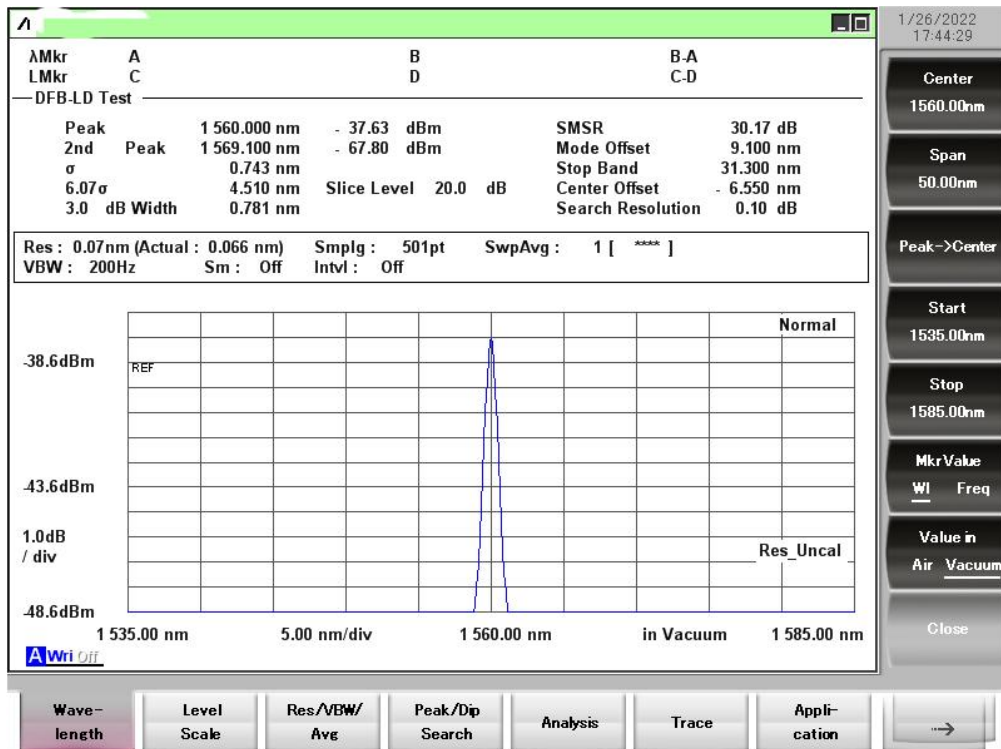 1/26/2022
17:44:29
λMkr A B B-A
LMkr C D C-D
DFB-LD Test
Peak 1 560.000 nm - 37.63 dBm SMSR 30.17 dB
2nd Peak 1 569.100 nm - 67.80 dBm Mode Offset 9.100 nm
σ 0.743 nm Stop Band 31.300 nm
6.07σ 4.510 nm Slice Level 20.0 dB Center Offset - 6.550 nm
3.0 dB Width 0.781 nm Search Resolution 0.10 dB
Res : 0.07nm (Actual : 0.066 nm) Smplg : 501pt SwpAvg : 1 [ **** ]
VBW : 200Hz Sm : Off Intvl : Off
Normal
-38.6dBm
REF
-43.6dBm
1.0dB
/ div
Res_Uncal
-48.6dBm
1 535.00 nm 5.00 nm/div 1 560.00 nm in Vacuum 1 585.00 nm
A Wri Off
Center
1560.00nm
Span
50.00nm
Peak->Center
Start
1535.00nm
Stop
1585.00nm
MkrValue
Wl Freq
Value in
Air Vacuum
Close
Wave-
length
Level
Scale
Res/VBW/
Avg
Peak/Dip
Search
Analysis
Trace
Appli-
cation